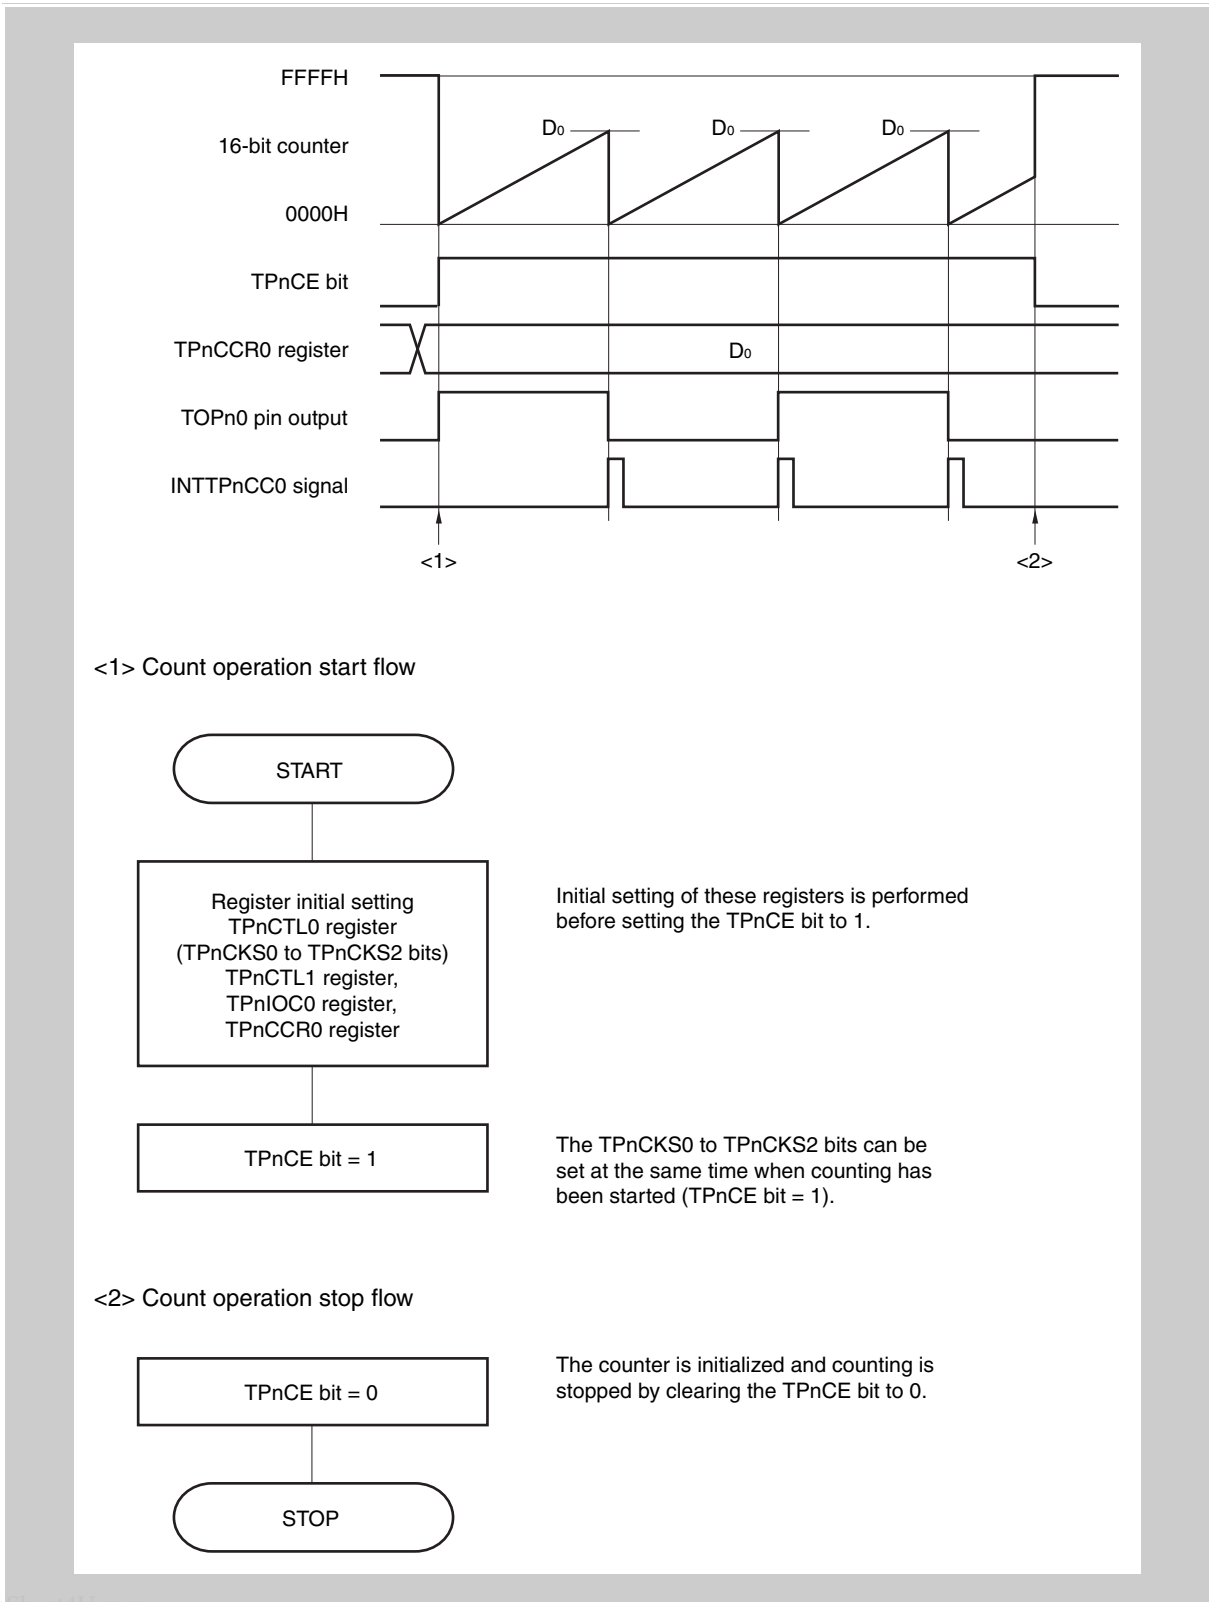 FFFFH
D0 D0 D0
16-bit counter
0000H
TPnCE bit
TPnCCR0 register
D0
TOPn0 pin output
INTTPnCC0 signal
<1> <2>
<1> Count operation start flow
START
Register initial setting
TPnCTL0 register
(TPnCKS0 to TPnCKS2 bits)
TPnCTL1 register,
TPnIOC0 register,
TPnCCR0 register
Initial setting of these registers is performed
before setting the TPnCE bit to 1.
TPnCE bit = 1
The TPnCKS0 to TPnCKS2 bits can be
set at the same time when counting has
been started (TPnCE bit = 1).
<2> Count operation stop flow
TPnCE bit = 0
The counter is initialized and counting is
stopped by clearing the TPnCE bit to 0.
STOP